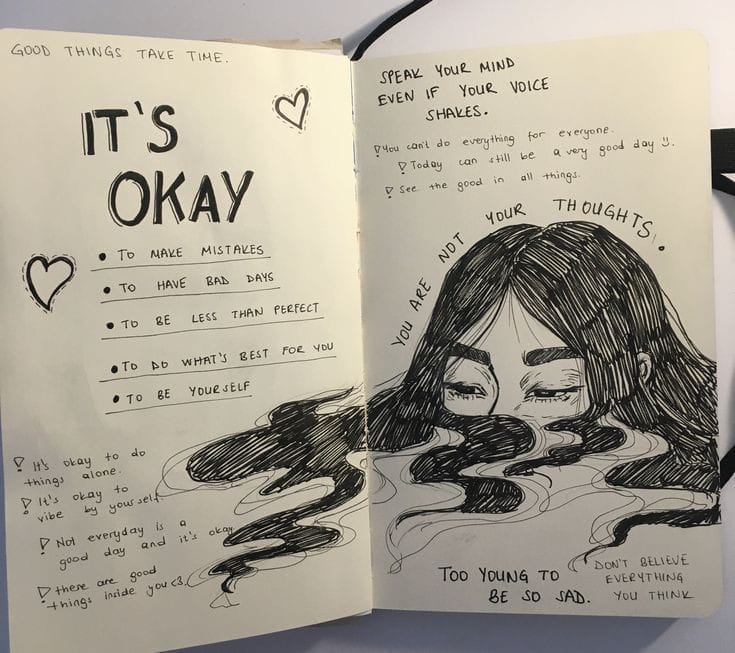 GOOD THINGS TAKE TIME.
IT'S
OKAY
• TO MAKE MISTAKES
• TO HAVE BAD DAYS
• TO BE LESS THAN PERFECT
• TO DO WHAT'S BEST FOR YOU
• TO BE YOURSELF
It's okay to do
things alone.
It's okay to
vibe by yourself.
Not everyday is a
good day and it's okay.
there are good
things inside you <3.
SPEAK YOUR MIND
EVEN IF YOUR VOICE
SHAKES.
You can't do everything for everyone.
Today can still be a very good day :).
See the good in all things.
YOU ARE NOT YOUR THOUGHTS.
TOO YOUNG TO
BE SO SAD.
DON'T BELIEVE
EVERYTHING
YOU THINK